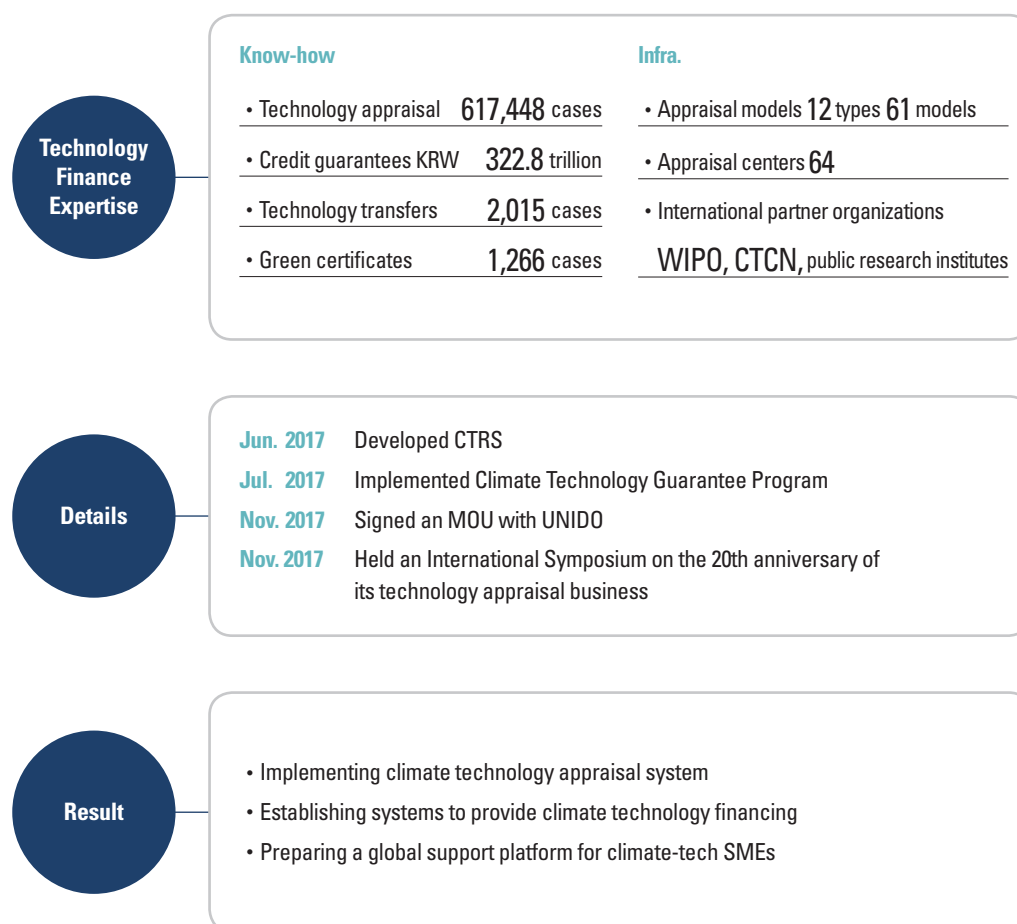 Technology
Finance
Expertise
Know-how
• Technology appraisal 617,448 cases
• Credit guarantees KRW 322.8 trillion
• Technology transfers 2,015 cases
• Green certificates 1,266 cases
Infra.
• Appraisal models 12 types 61 models
• Appraisal centers 64
• International partner organizations
WIPO, CTCN, public research institutes
Details
Jun. 2017 Developed CTRS
Jul. 2017 Implemented Climate Technology Guarantee Program
Nov. 2017 Signed an MOU with UNIDO
Nov. 2017 Held an International Symposium on the 20th anniversary of
its technology appraisal business
Result
• Implementing climate technology appraisal system
• Establishing systems to provide climate technology financing
• Preparing a global support platform for climate-tech SMEs